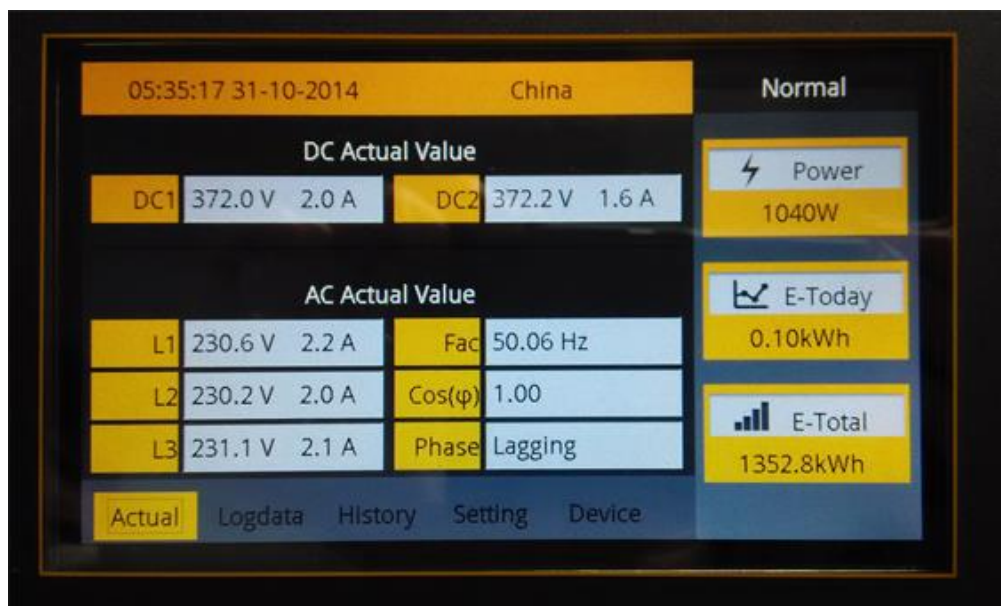 05:35:17 31-10-2014 China
Normal
DC Actual Value
DC1 372.0 V 2.0 A DC2 372.2 V 1.6 A
Power
1040W
AC Actual Value
L1 230.6 V 2.2 A Fac 50.06 Hz
L2 230.2 V 2.0 A Cos(φ) 1.00
L3 231.1 V 2.1 A Phase Lagging
E-Today
0.10kWh
E-Total
1352.8kWh
Actual Logdata History Setting Device